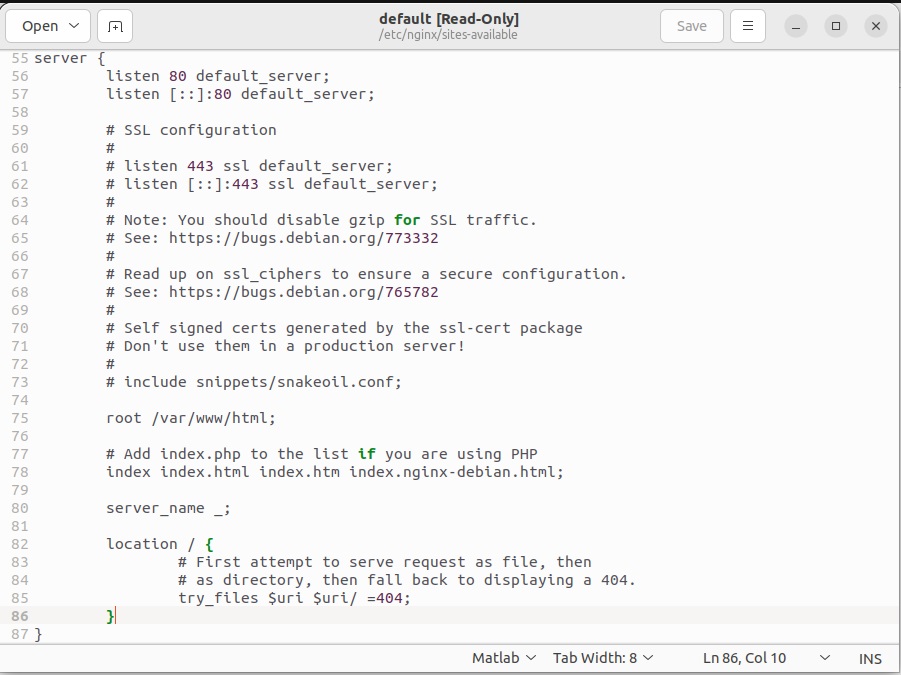 Open
default [Read-Only]
/etc/nginx/sites-available
Save
55 server {
56 listen 80 default_server;
57 listen [::]:80 default_server;
58
59 # SSL configuration
60 #
61 # listen 443 ssl default_server;
62 # listen [::]:443 ssl default_server;
63 #
64 # Note: You should disable gzip for SSL traffic.
65 # See: https://bugs.debian.org/773332
66 #
67 # Read up on ssl_ciphers to ensure a secure configuration.
68 # See: https://bugs.debian.org/765782
69 #
70 # Self signed certs generated by the ssl-cert package
71 # Don't use them in a production server!
72 #
73 # include snippets/snakeoil.conf;
74
75 root /var/www/html;
76
77 # Add index.php to the list if you are using PHP
78 index index.html index.htm index.nginx-debian.html;
79
80 server_name _;
81
82 location / {
83 # First attempt to serve request as file, then
84 # as directory, then fall back to displaying a 404.
85 try_files $uri $uri/ =404;
86 }
87 }
Matlab Tab Width: 8 Ln 86, Col 10 INS